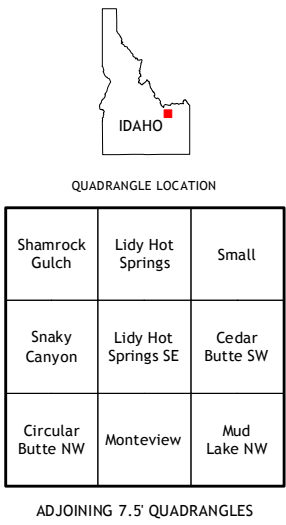 IDAHO
QUADRANGLE LOCATION
Shamrock
Gulch
Lidy Hot
Springs
Small
Snaky
Canyon
Lidy Hot
Springs SE
Cedar
Butte SW
Circular
Butte NW
Monteview
Mud
Lake NW
ADJOINING 7.5' QUADRANGLES